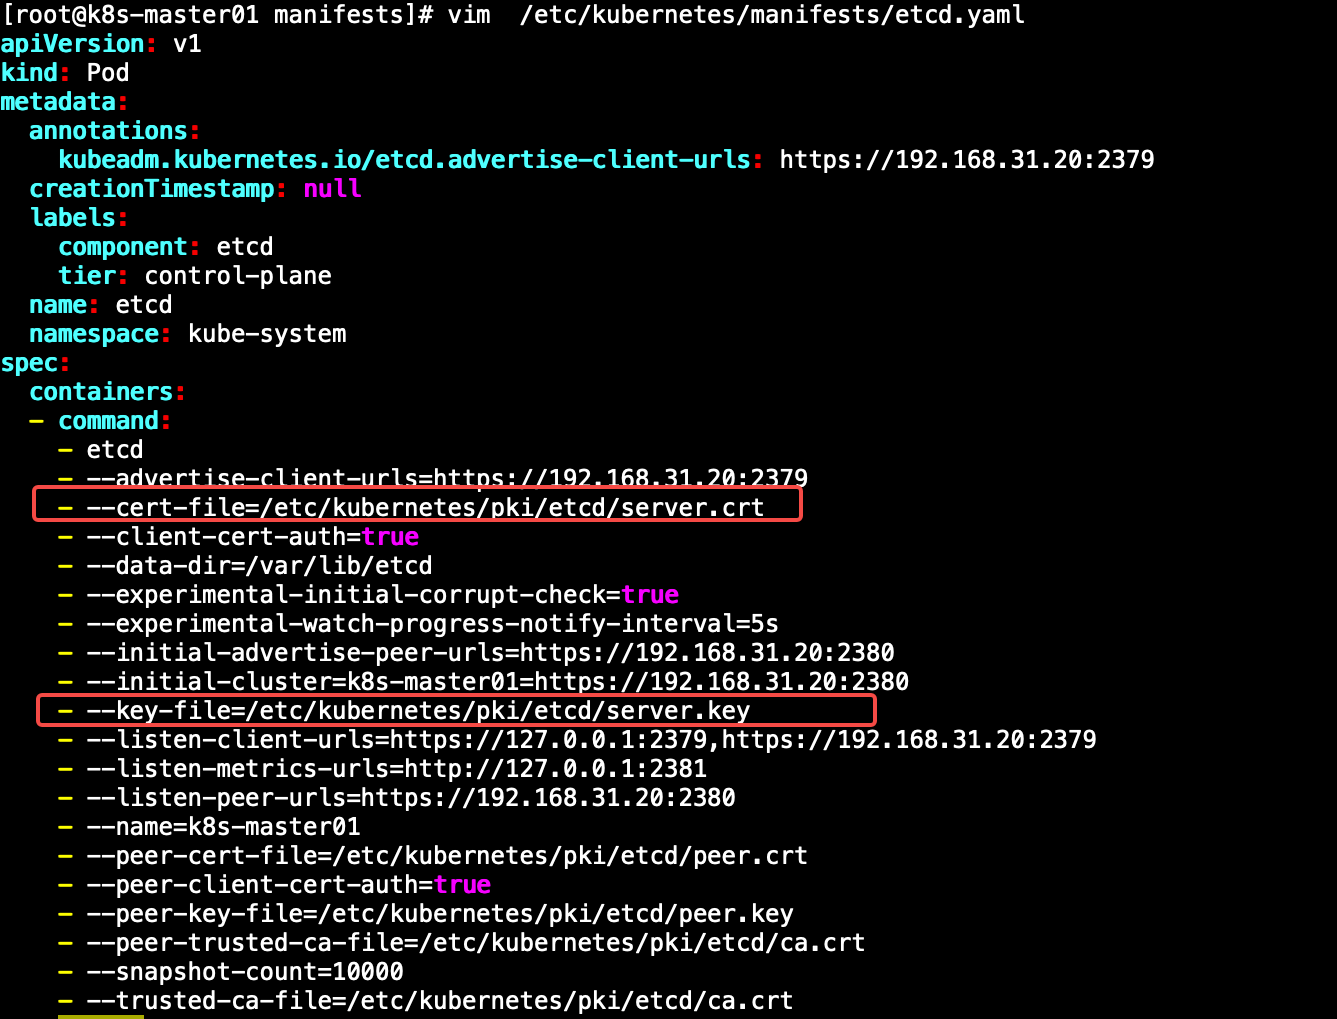 [root@k8s-master01 manifests]# vim  /etc/kubernetes/manifests/etcd.yaml
apiVersion: v1
kind: Pod
metadata:
  annotations:
    kubeadm.kubernetes.io/etcd.advertise-client-urls: https://192.168.31.20:2379
  creationTimestamp: null
  labels:
    component: etcd
    tier: control-plane
  name: etcd
  namespace: kube-system
spec:
  containers:
  - command:
    - etcd
    - --advertise-client-urls=https://192.168.31.20:2379
    - --cert-file=/etc/kubernetes/pki/etcd/server.crt
    - --client-cert-auth=true
    - --data-dir=/var/lib/etcd
    - --experimental-initial-corrupt-check=true
    - --experimental-watch-progress-notify-interval=5s
    - --initial-advertise-peer-urls=https://192.168.31.20:2380
    - --initial-cluster=k8s-master01=https://192.168.31.20:2380
    - --key-file=/etc/kubernetes/pki/etcd/server.key
    - --listen-client-urls=https://127.0.0.1:2379,https://192.168.31.20:2379
    - --listen-metrics-urls=http://127.0.0.1:2381
    - --listen-peer-urls=https://192.168.31.20:2380
    - --name=k8s-master01
    - --peer-cert-file=/etc/kubernetes/pki/etcd/peer.crt
    - --peer-client-cert-auth=true
    - --peer-key-file=/etc/kubernetes/pki/etcd/peer.key
    - --peer-trusted-ca-file=/etc/kubernetes/pki/etcd/ca.crt
    - --snapshot-count=10000
    - --trusted-ca-file=/etc/kubernetes/pki/etcd/ca.crt